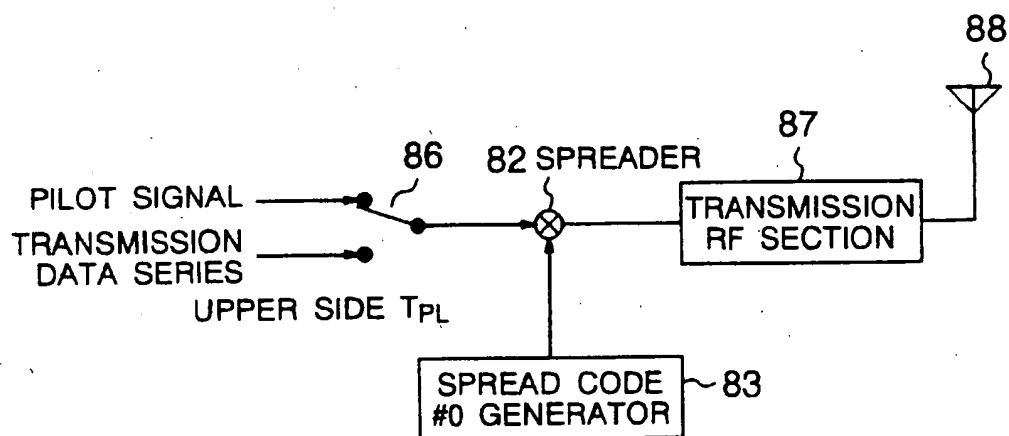 88
87
86
82 SPREADER
PILOT SIGNAL
TRANSMISSION
RF SECTION
TRANSMISSION
DATA SERIES
UPPER SIDE TPL
SPREAD CODE
#0 GENERATOR
83